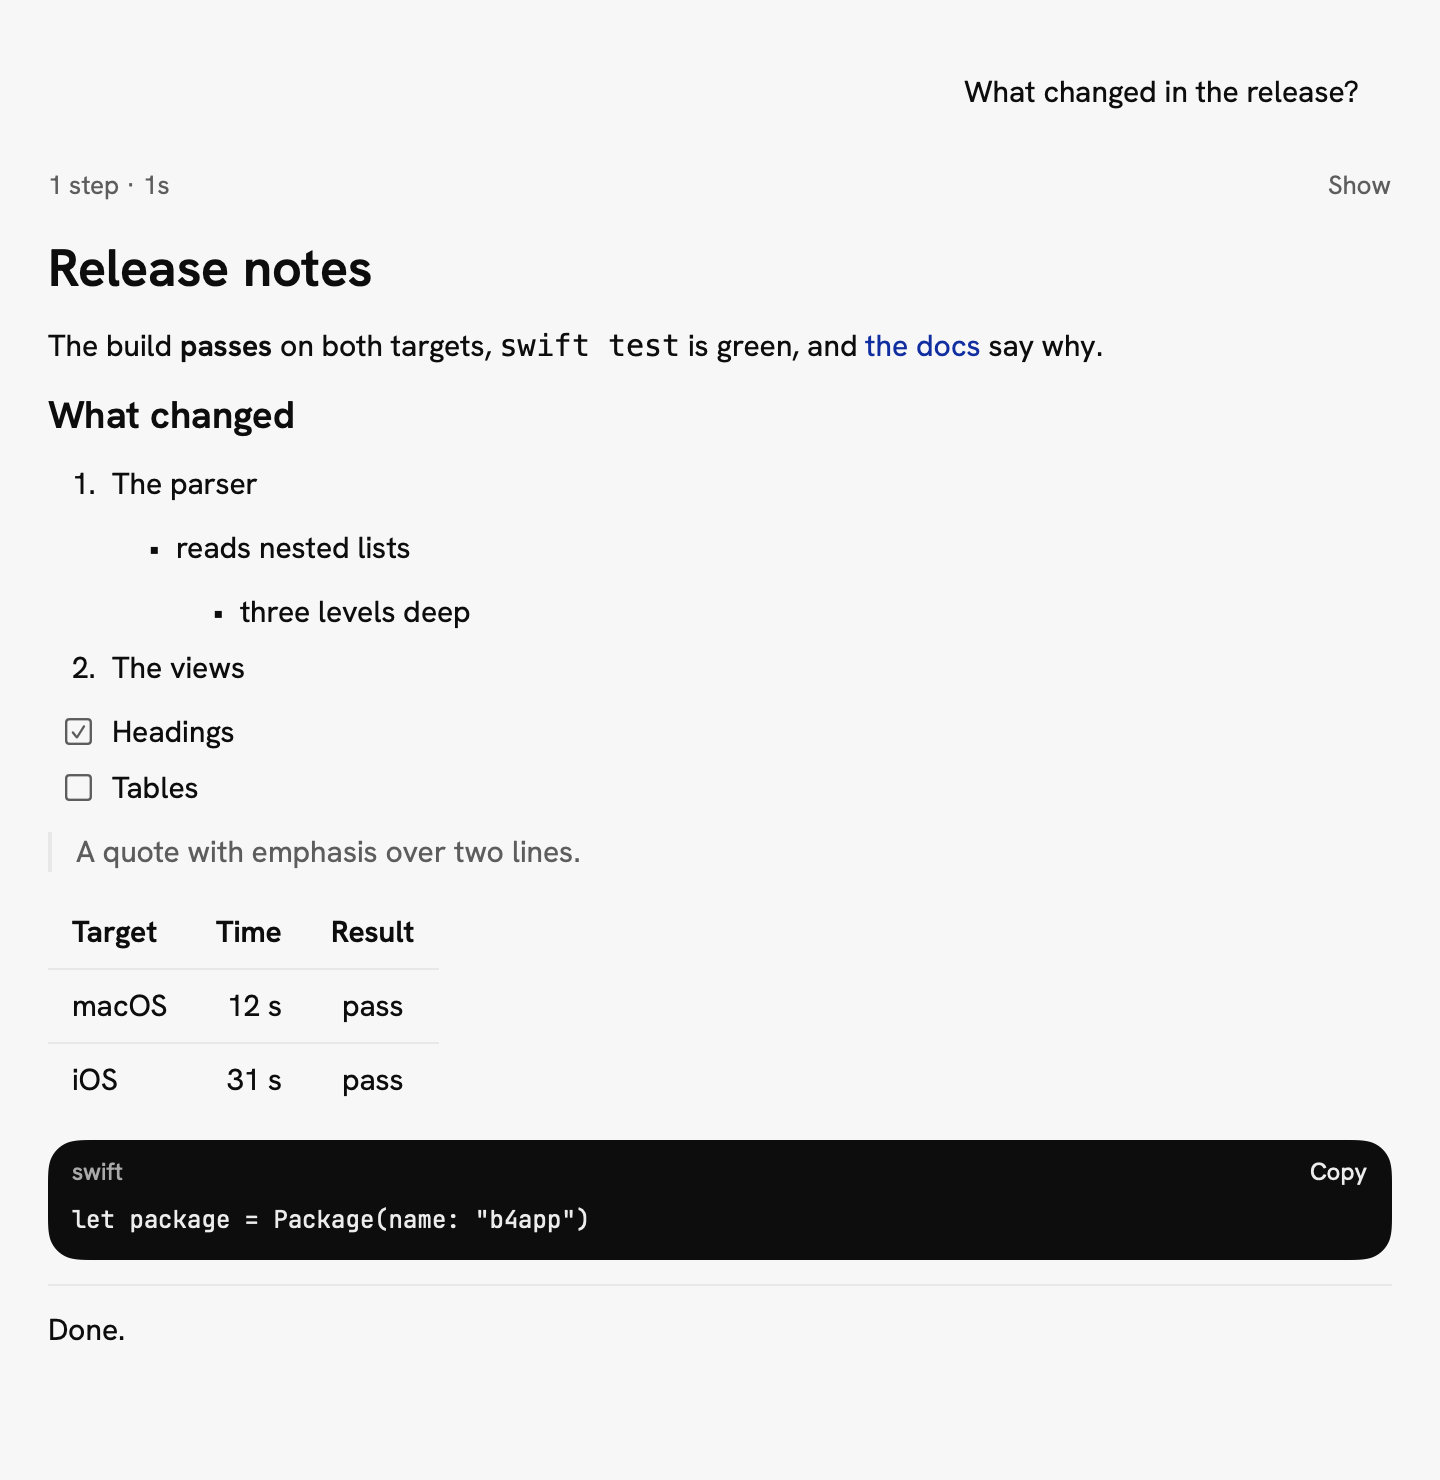 What changed in the release?
1 step · 1s Show
Release notes
The build passes on both targets, swift test is green, and the docs say why.
What changed
1. The parser
▪ reads nested lists
▪ three levels deep
2. The views
Headings
Tables
A quote with emphasis over two lines.
Target Time Result
macOS 12 s pass
iOS 31 s pass
swift Copy
let package = Package(name: "b4app")
Done.